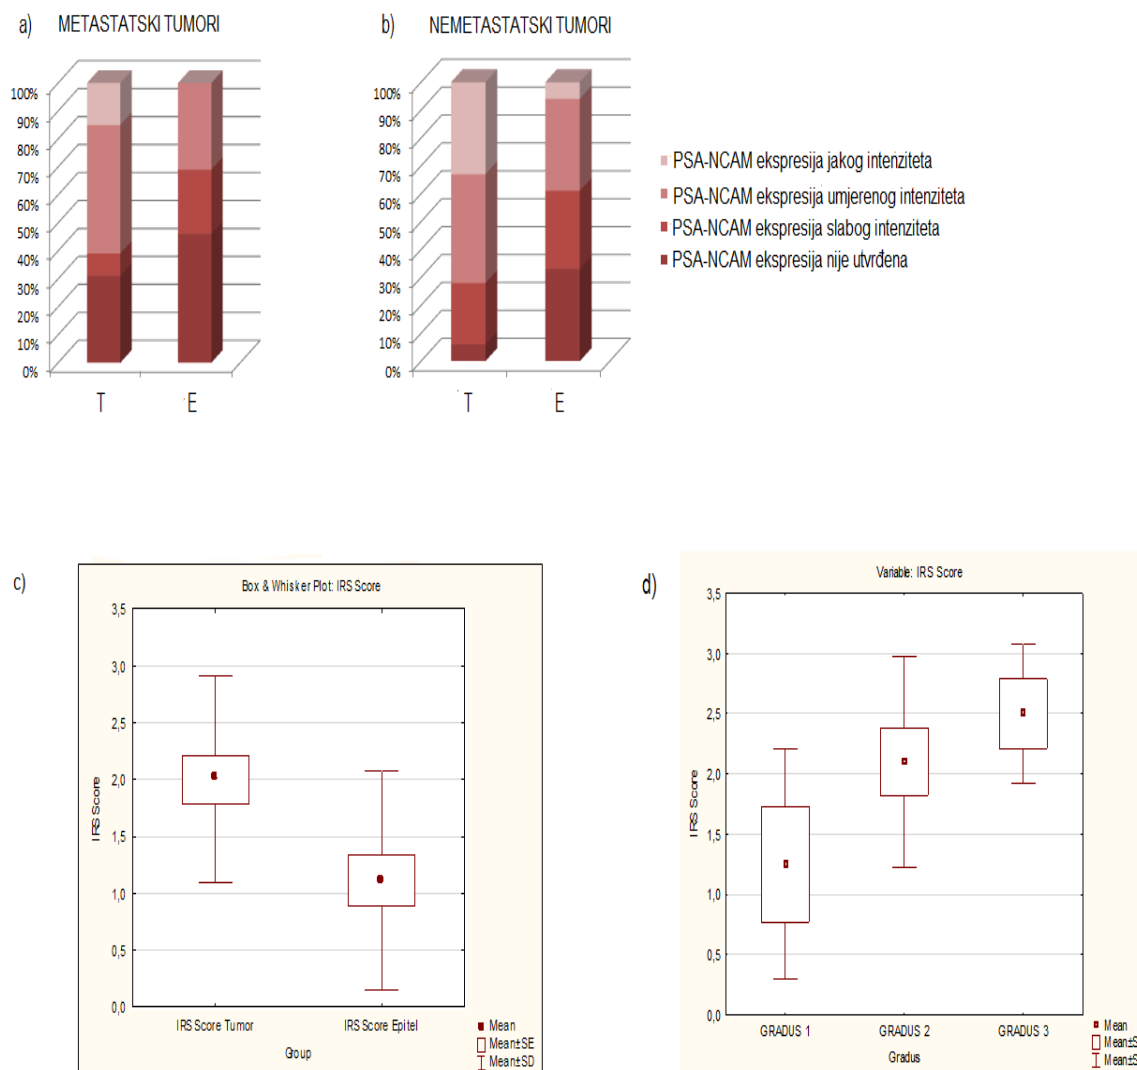 a) METASTATSKI TUMORI
100%
90%
80%
70%
60%
50%
40%
30%
20%
10%
0%
T E
b) NEMETASTATSKI TUMORI
100%
90%
80%
70%
60%
50%
40%
30%
20%
10%
0%
T E
PSA-NCAM ekspresija jakog intenziteta
PSA-NCAM ekspresija umjerenog intenziteta
PSA-NCAM ekspresija slabog intenziteta
PSA-NCAM ekspresija nije utvrđena
c)
Box & Whisker Plot: IRS Score
3,5
3,0
2,5
2,0
1,5
1,0
0,5
0,0
IRS Score
IRS Score Tumor IRS Score Epitel
Group
Mean
Mean±SE
Mean±SD
d)
Variable: IRS Score
3,5
3,0
2,5
2,0
1,5
1,0
0,5
0,0
IRS Score
GRADUS 1 GRADUS 2 GRADUS 3
Gradus
Mean
Mean±S
Mean±S